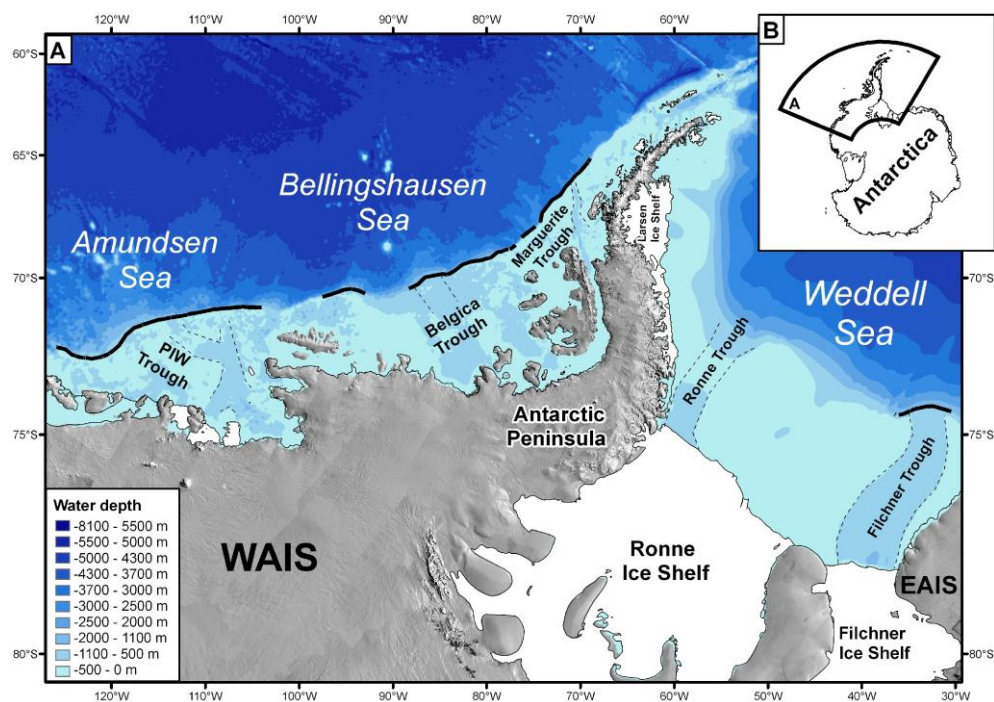 120°W 110°W 100°W 90°W 80°W 70°W 60°W 50°W 40°W
60°S
65°S
70°S
75°S
80°S
A
B
A
Antarctica
Bellingshausen
Sea
Amundsen
Sea
Weddell
Sea
Larsen
Ice Shelf
Marguerite
Trough
Belgica
Trough
PIW
Trough
Ronne Trough
Filchner Trough
Antarctic
Peninsula
WAIS
EAIS
Ronne
Ice Shelf
Filchner
Ice Shelf
Water depth
-8100 - 5500 m
-5500 - 5000 m
-5000 - 4300 m
-4300 - 3700 m
-3700 - 3000 m
-3000 - 2500 m
-2500 - 2000 m
-2000 - 1100 m
-1100 - 500 m
-500 - 0 m
70°S
75°S
80°S
120°W 110°W 100°W 90°W 80°W 70°W 60°W 50°W 40°W 30°W